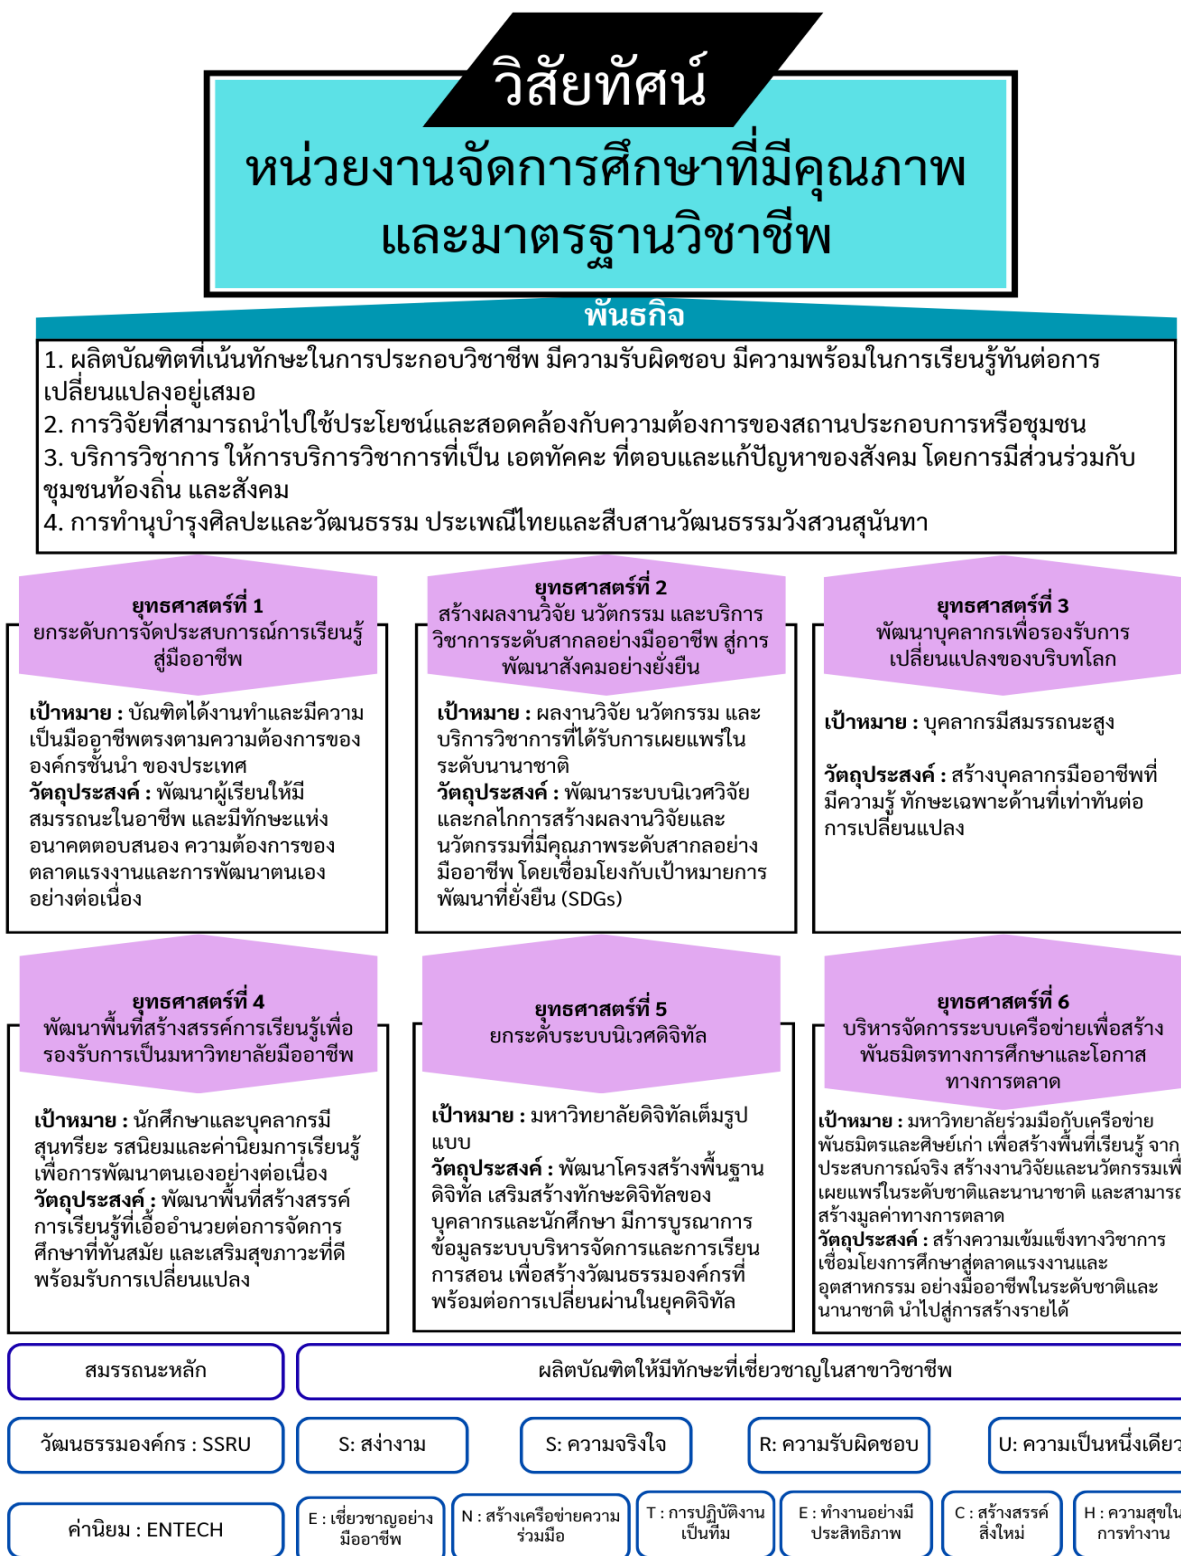 วิสัยทัศน์
หน่วยงานจัดการศึกษาที่มีคุณภาพ
และมาตรฐานวิชาชีพ
พันธกิจ
1. ผลิตบัณฑิตที่เน้นทักษะในการประกอบวิชาชีพ มีความรับผิดชอบ มีความพร้อมในการเรียนรู้ทันต่อการ
เปลี่ยนแปลงอยู่เสมอ
2. การวิจัยที่สามารถนำไปใช้ประโยชน์และสอดคล้องกับความต้องการของสถานประกอบการหรือชุมชน
3. บริการวิชาการ ให้การบริการวิชาการที่เป็น เอตทัคคะ ที่ตอบและแก้ปัญหาของสังคม โดยการมีส่วนร่วมกับ
ชุมชนท้องถิ่น และสังคม
4. การทำนุบำรุงศิลปะและวัฒนธรรม ประเพณีไทยและสืบสานวัฒนธรรมวังสวนสุนันทา
ยุทธศาสตร์ที่ 1
ยกระดับการจัดประสบการณ์การเรียนรู้
สู่มืออาชีพ
เป้าหมาย : บัณฑิตได้งานทำและมีความ
เป็นมืออาชีพตรงตามความต้องการของ
องค์กรชั้นนำ ของประเทศ
วัตถุประสงค์ : พัฒนาผู้เรียนให้มี
สมรรถนะในอาชีพ และมีทักษะแห่ง
อนาคตตอบสนอง ความต้องการของ
ตลาดแรงงานและการพัฒนาตนเอง
อย่างต่อเนื่อง
ยุทธศาสตร์ที่ 2
สร้างผลงานวิจัย นวัตกรรม และบริการ
วิชาการระดับสากลอย่างมืออาชีพ สู่การ
พัฒนาสังคมอย่างยั่งยืน
เป้าหมาย : ผลงานวิจัย นวัตกรรม และ
บริการวิชาการที่ได้รับการเผยแพร่ใน
ระดับนานาชาติ
วัตถุประสงค์ : พัฒนาระบบนิเวศวิจัย
และกลไกการสร้างผลงานวิจัยและ
นวัตกรรมที่มีคุณภาพระดับสากลอย่าง
มืออาชีพ โดยเชื่อมโยงกับเป้าหมายการ
พัฒนาที่ยั่งยืน (SDGs)
ยุทธศาสตร์ที่ 3
พัฒนาบุคลากรเพื่อรองรับการ
เปลี่ยนแปลงของบริบทโลก
เป้าหมาย : บุคลากรมีสมรรถนะสูง
วัตถุประสงค์ : สร้างบุคลากรมืออาชีพที่
มีความรู้ ทักษะเฉพาะด้านที่เท่าทันต่อ
การเปลี่ยนแปลง
ยุทธศาสตร์ที่ 4
พัฒนาพื้นที่สร้างสรรค์การเรียนรู้เพื่อ
รองรับการเป็นมหาวิทยาลัยมืออาชีพ
เป้าหมาย : นักศึกษาและบุคลากรมี
สุนทรียะ รสนิยมและค่านิยมการเรียนรู้
เพื่อการพัฒนาตนเองอย่างต่อเนื่อง
วัตถุประสงค์ : พัฒนาพื้นที่สร้างสรรค์
การเรียนรู้ที่เอื้ออำนวยต่อการจัดการ
ศึกษาที่ทันสมัย และเสริมสุขภาวะที่ดี
พร้อมรับการเปลี่ยนแปลง
ยุทธศาสตร์ที่ 5
ยกระดับระบบนิเวศดิจิทัล
เป้าหมาย : มหาวิทยาลัยดิจิทัลเต็มรูป
แบบ
วัตถุประสงค์ : พัฒนาโครงสร้างพื้นฐาน
ดิจิทัล เสริมสร้างทักษะดิจิทัลของ
บุคลากรและนักศึกษา มีการบูรณาการ
ข้อมูลระบบบริหารจัดการและการเรียน
การสอน เพื่อสร้างวัฒนธรรมองค์กรที่
พร้อมต่อการเปลี่ยนผ่านในยุคดิจิทัล
ยุทธศาสตร์ที่ 6
บริหารจัดการระบบเครือข่ายเพื่อสร้าง
พันธมิตรทางการศึกษาและโอกาส
ทางการตลาด
เป้าหมาย : มหาวิทยาลัยร่วมมือกับเครือข่าย
พันธมิตรและศิษย์เก่า เพื่อสร้างพื้นที่เรียนรู้ จาก
ประสบการณ์จริง สร้างงานวิจัยและนวัตกรรมเพื่
เผยแพร่ในระดับชาติและนานาชาติ และสามารถ
สร้างมูลค่าทางการตลาด
วัตถุประสงค์ : สร้างความเข้มแข็งทางวิชาการ
เชื่อมโยงการศึกษาสู่ตลาดแรงงานและ
อุตสาหกรรม อย่างมืออาชีพในระดับชาติและ
นานาชาติ นำไปสู่การสร้างรายได้
สมรรถนะหลัก
ผลิตบัณฑิตให้มีทักษะที่เชี่ยวชาญในสาขาวิชาชีพ
วัฒนธรรมองค์กร : SSRU
S: สง่างาม
S: ความจริงใจ
R: ความรับผิดชอบ
U: ความเป็นหนึ่งเดียว
ค่านิยม : ENTECH
E : เชี่ยวชาญอย่าง
มืออาชีพ
N : สร้างเครือข่ายความ
ร่วมมือ
T : การปฏิบัติงาน
เป็นทีม
E : ทำงานอย่างมี
ประสิทธิภาพ
C : สร้างสรรค์
สิ่งใหม่
H : ความสุขใน
การทำงาน